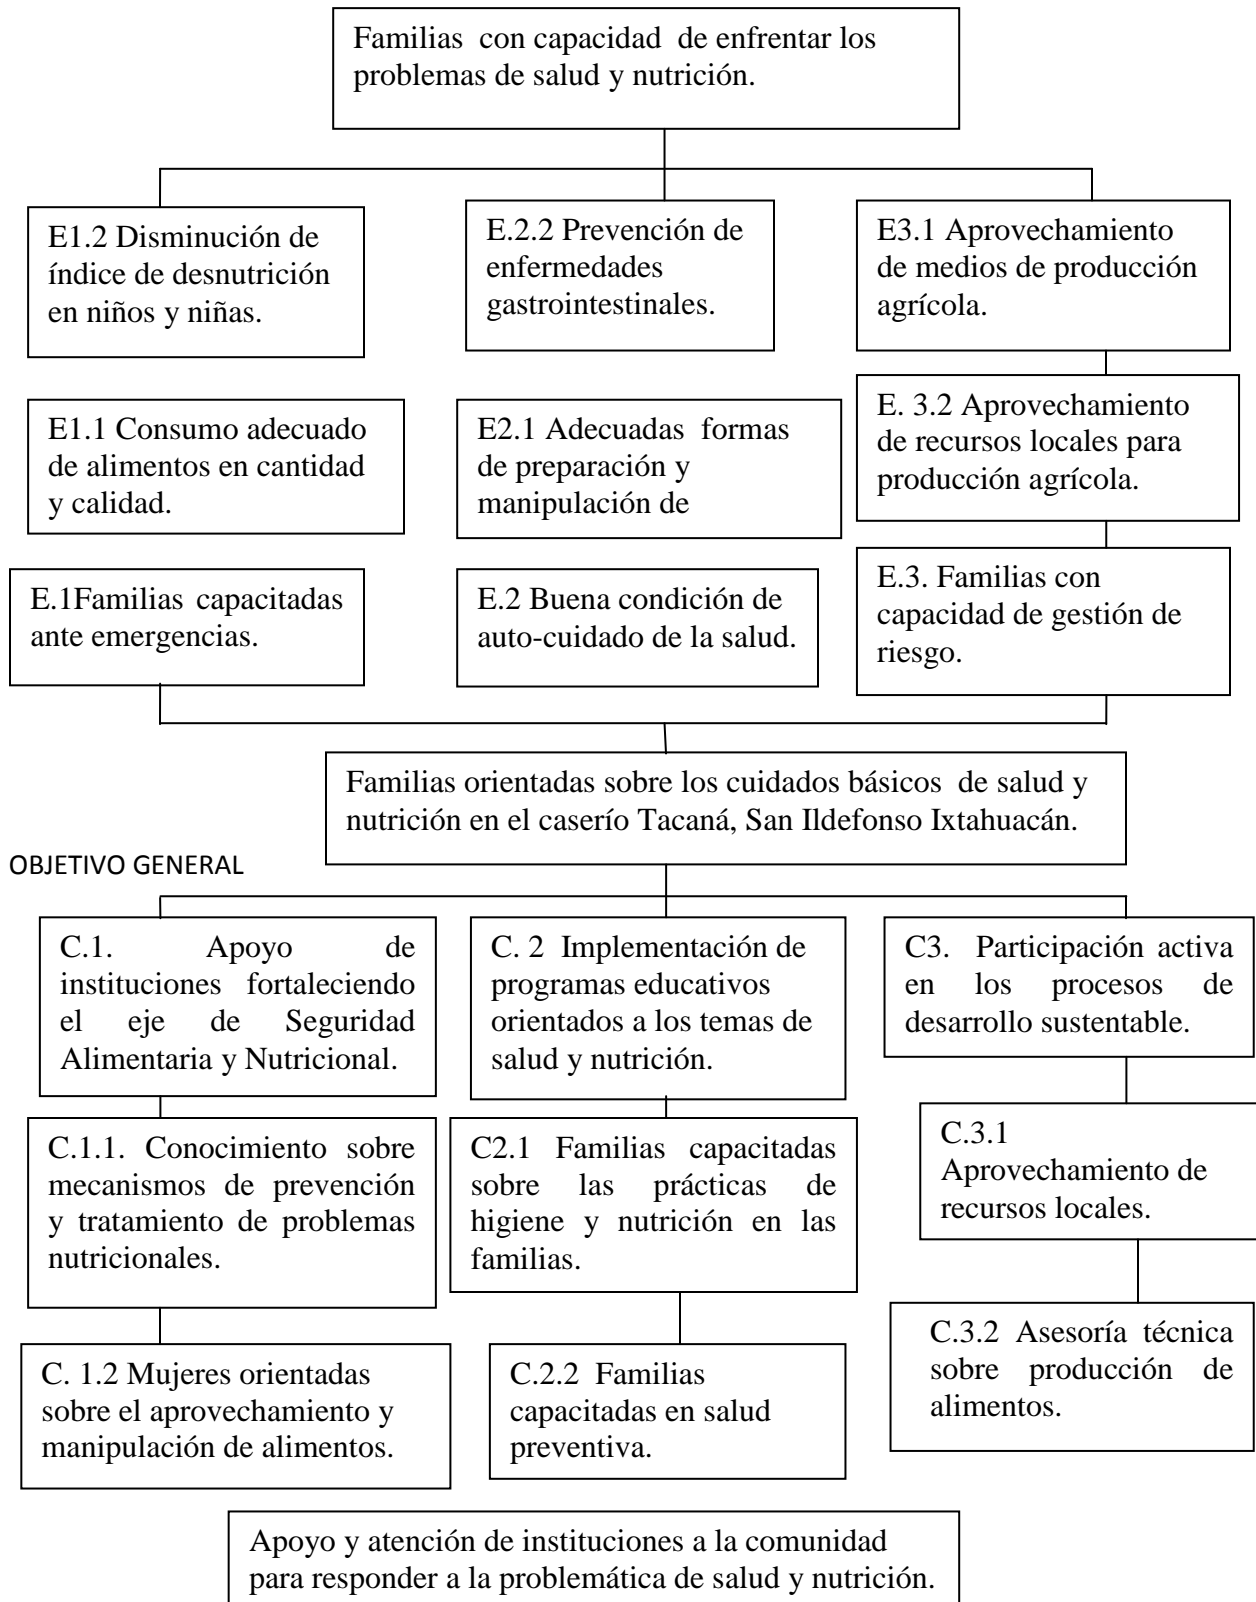 Familias con capacidad de enfrentar los
problemas de salud y nutrición.
E1.2 Disminución de
índice de desnutrición
en niños y niñas.
E.2.2 Prevención de
enfermedades
gastrointestinales.
E3.1 Aprovechamiento
de medios de producción
agrícola.
E1.1 Consumo adecuado
de alimentos en cantidad
y calidad.
E2.1 Adecuadas formas
de preparación y
manipulación de
E. 3.2 Aprovechamiento
de recursos locales para
producción agrícola.
E.1Familias capacitadas
ante emergencias.
E.2 Buena condición de
auto-cuidado de la salud.
E.3. Familias con
capacidad de gestión de
riesgo.
Familias orientadas sobre los cuidados básicos de salud y
nutrición en el caserío Tacaná, San Ildefonso Ixtahuacán.
OBJETIVO GENERAL
C.1. Apoyo de
instituciones fortaleciendo
el eje de Seguridad
Alimentaria y Nutricional.
C. 2 Implementación de
programas educativos
orientados a los temas de
salud y nutrición.
C3. Participación activa
en los procesos de
desarrollo sustentable.
C.1.1. Conocimiento sobre
mecanismos de prevención
y tratamiento de problemas
nutricionales.
C2.1 Familias capacitadas
sobre las prácticas de
higiene y nutrición en las
familias.
C.3.1
Aprovechamiento de
recursos locales.
C. 1.2 Mujeres orientadas
sobre el aprovechamiento y
manipulación de alimentos.
C.2.2 Familias
capacitadas en salud
preventiva.
C.3.2 Asesoría técnica
sobre producción de
alimentos.
Apoyo y atención de instituciones a la comunidad
para responder a la problemática de salud y nutrición.